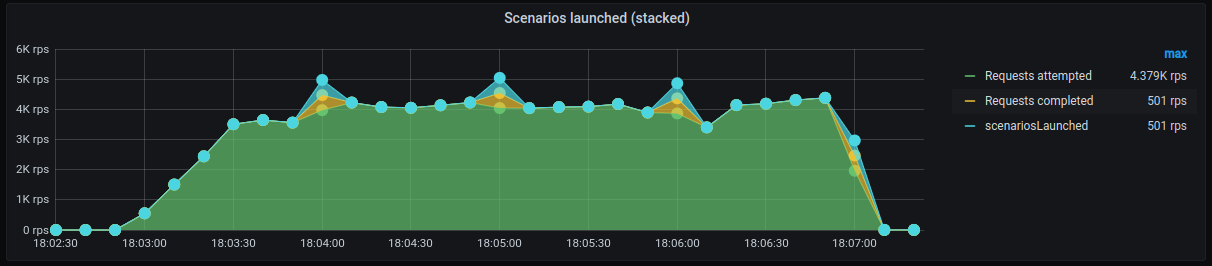 Scenarios launched (stacked)
6K rps
5K rps
4K rps
3K rps
2K rps
1K rps
0 rps
18:02:30 18:03:00 18:03:30 18:04:00 18:04:30 18:05:00 18:05:30 18:06:00 18:06:30 18:07:00
max
Requests attempted 4.379K rps
Requests completed 501 rps
scenariosLaunched 501 rps